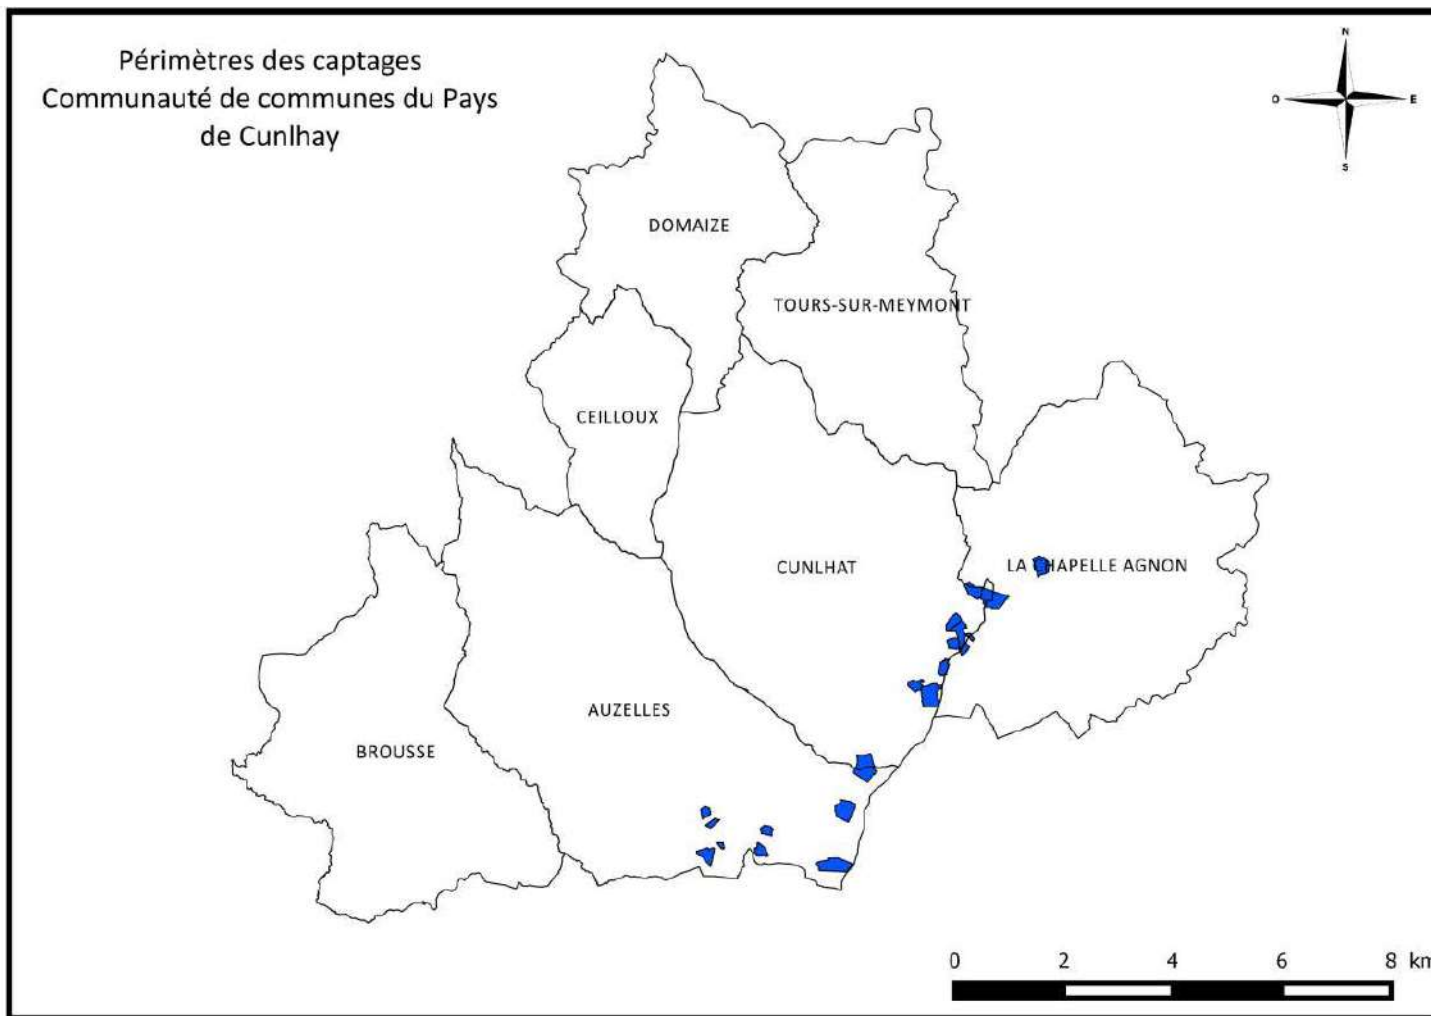 Périmètres des captages
Communauté de communes du Pays
de Cunlhay
N
O
E
S
DOMAIZE
TOURS-SUR-MEYMONT
CEILLOUX
CUNLHAT
LA CHAPELLE AGNON
AUZELLES
BROUSSE
0 2 4 6 8 km